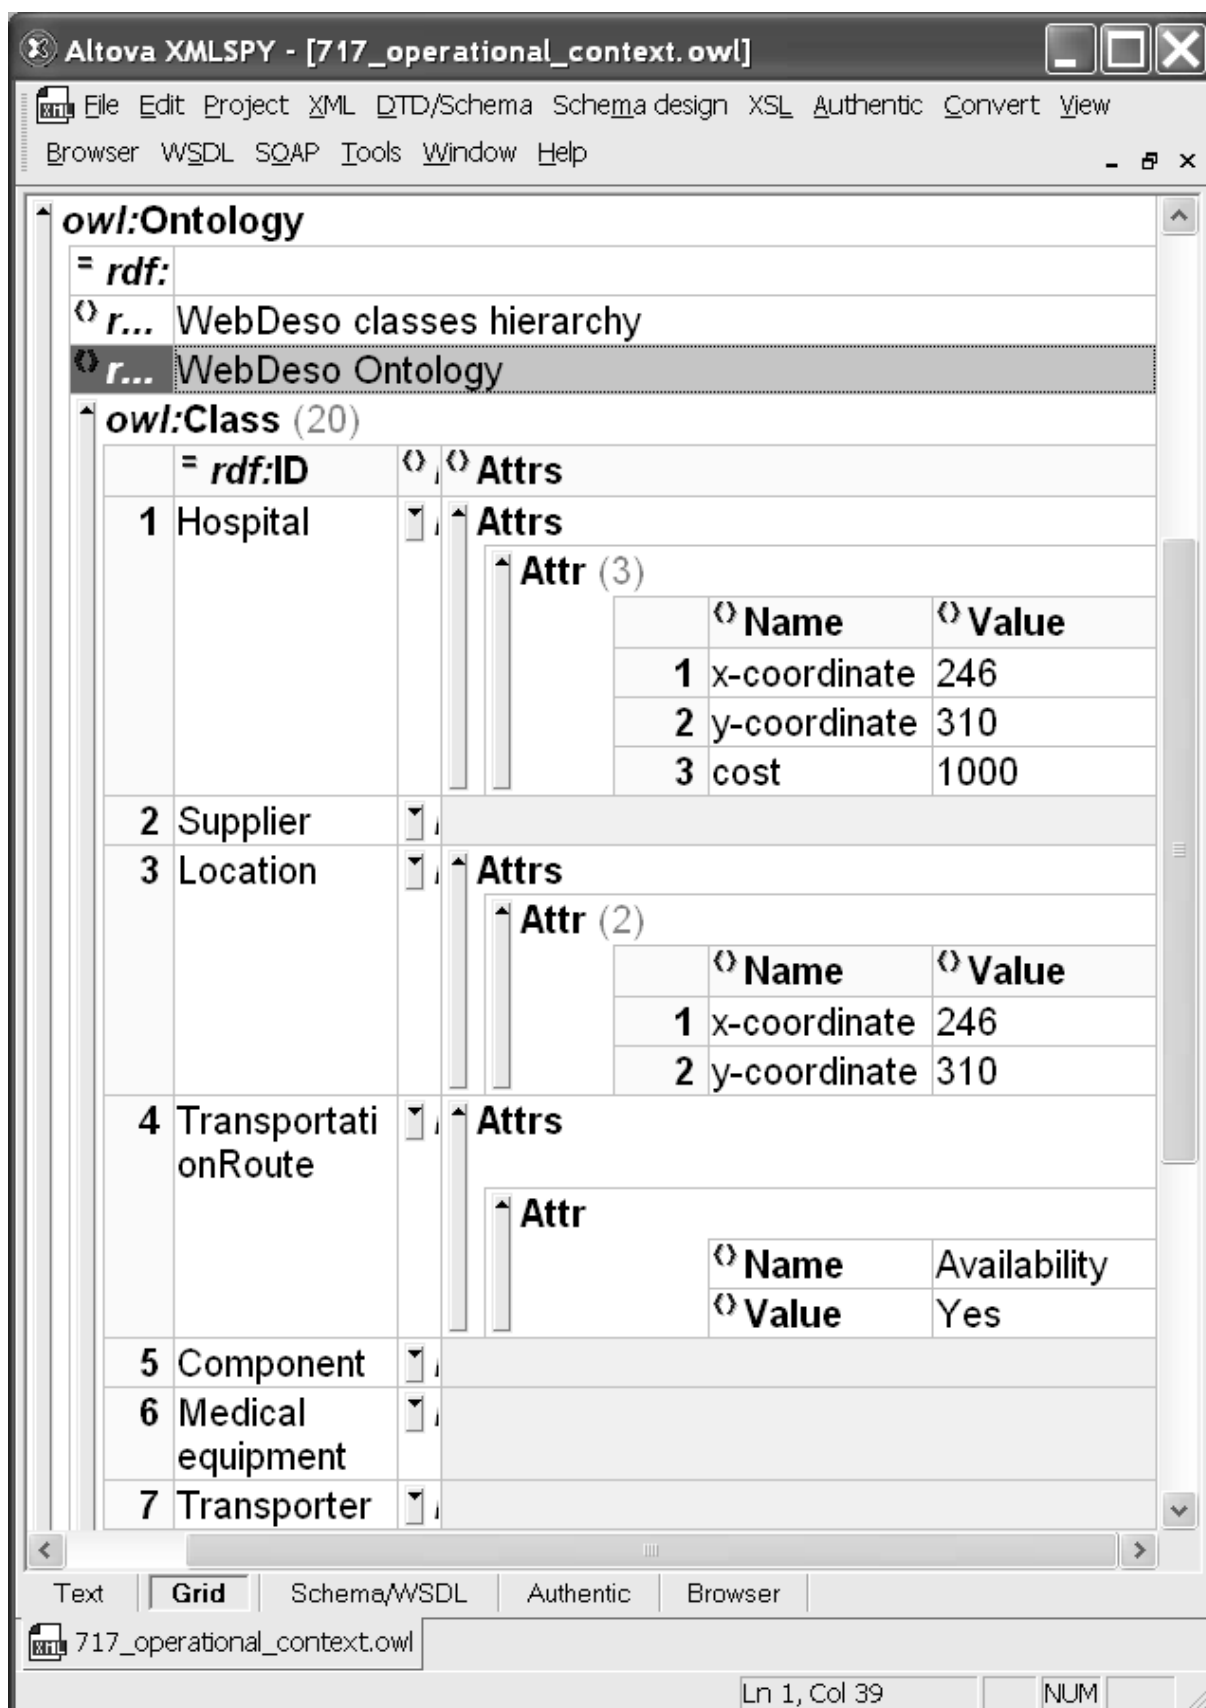 Altova XMLSPY - [717_operational_context.owl]
File Edit Project XML DTD/Schema Schema design XSL Authentic Convert View
Browser WSDL SOAP Tools Window Help
owl:Ontology
= rdf:
r... WebDeso classes hierarchy
r... WebDeso Ontology
owl:Class (20)
= rdf:ID Attrs
1 Hospital Attrs
Attr (3)
Name Value
1 x-coordinate 246
2 y-coordinate 310
3 cost 1000
2 Supplier
3 Location Attrs
Attr (2)
Name Value
1 x-coordinate 246
2 y-coordinate 310
4 Transportati Attrs
onRoute
Attr
Name Availability
Value Yes
5 Component
6 Medical
equipment
7 Transporter
Text Grid Schema/WSDL Authentic Browser
717_operational_context.owl
Ln 1, Col 39 NUM